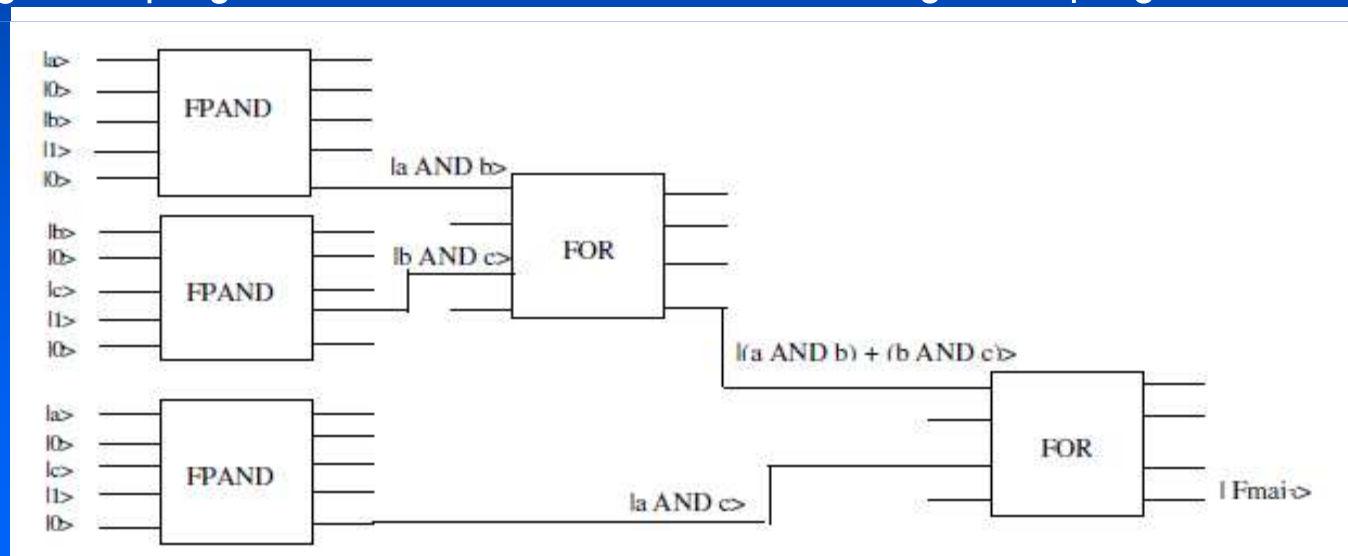 |a>
|0>
|b>
|1>
|0>
FPAND
|a AND b>
|b>
|0>
|c>
|1>
|0>
FPAND
|b AND c>
FOR
|(a AND b) + (b AND c)>
|a>
|0>
|c>
|1>
|0>
FPAND
|a AND c>
FOR